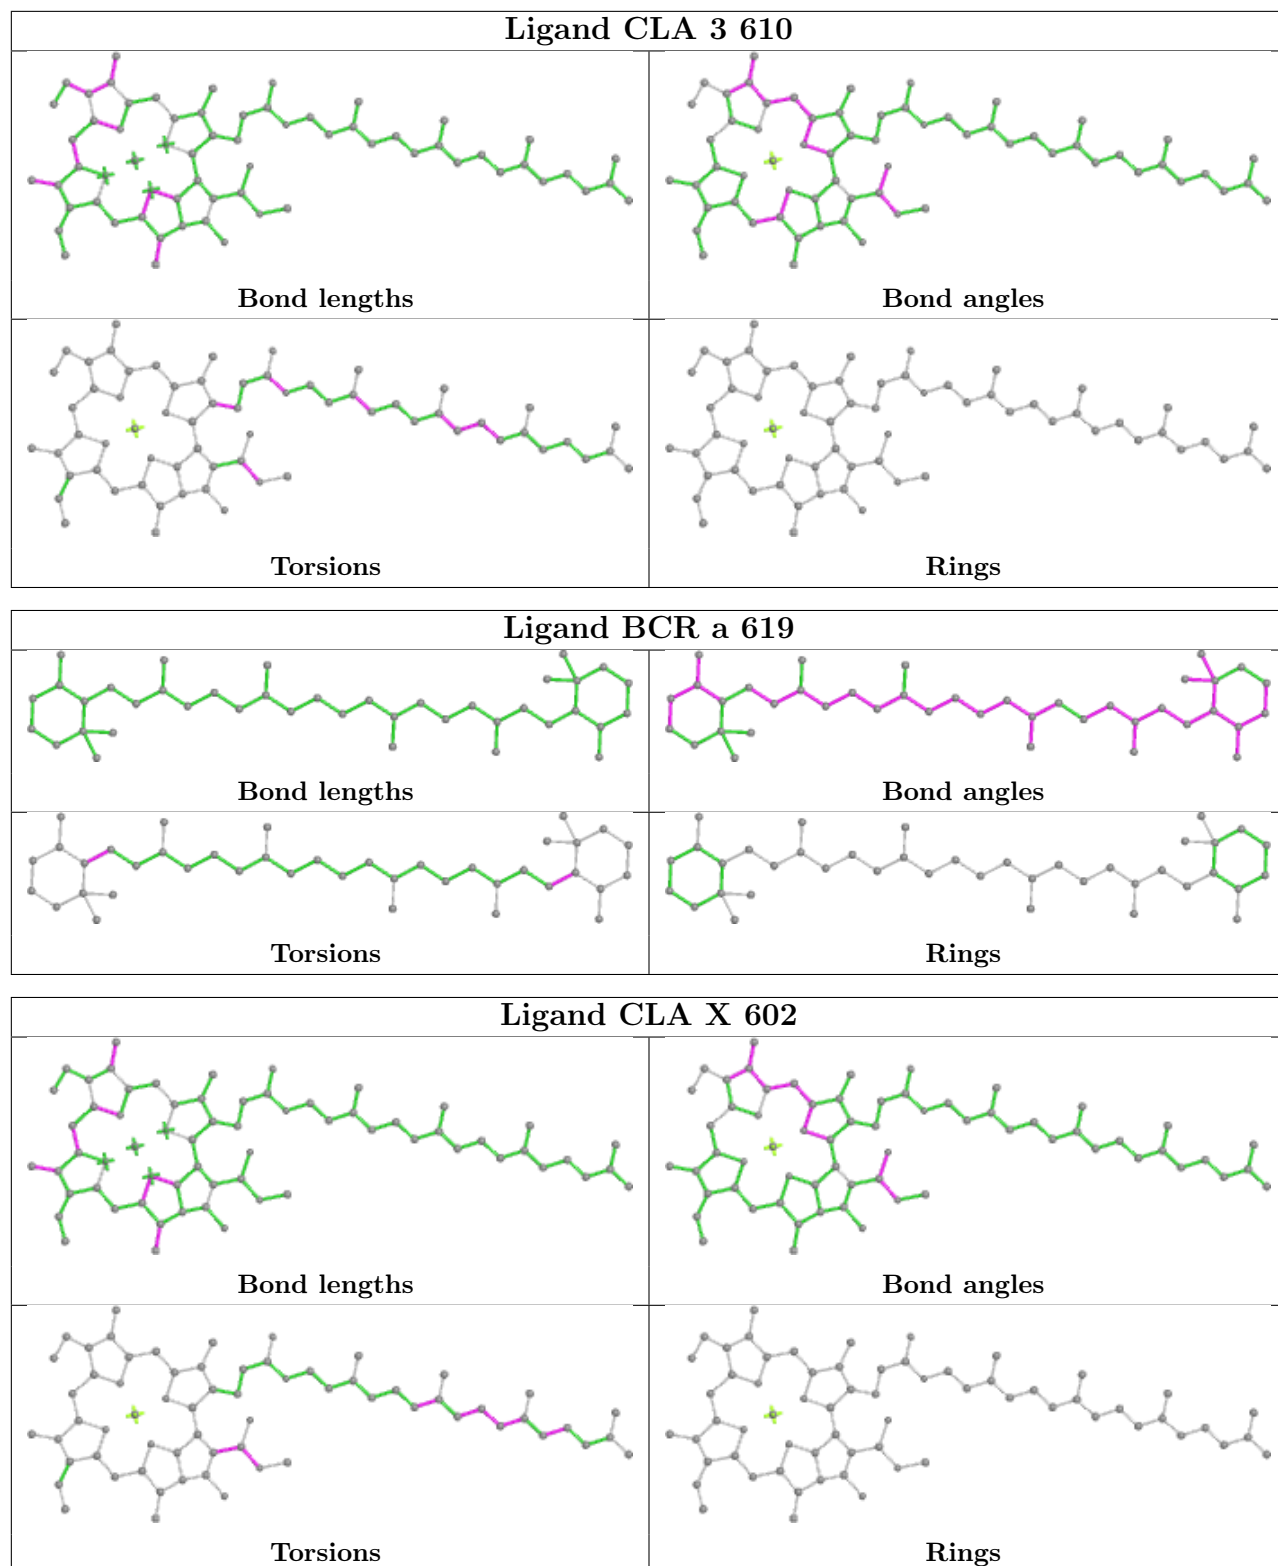 Ligand CLA 3 610
Bond lengths
Bond angles
Torsions
Rings
Ligand BCR a 619
Bond lengths
Bond angles
Torsions
Rings
Ligand CLA X 602
Bond lengths
Bond angles
Torsions
Rings